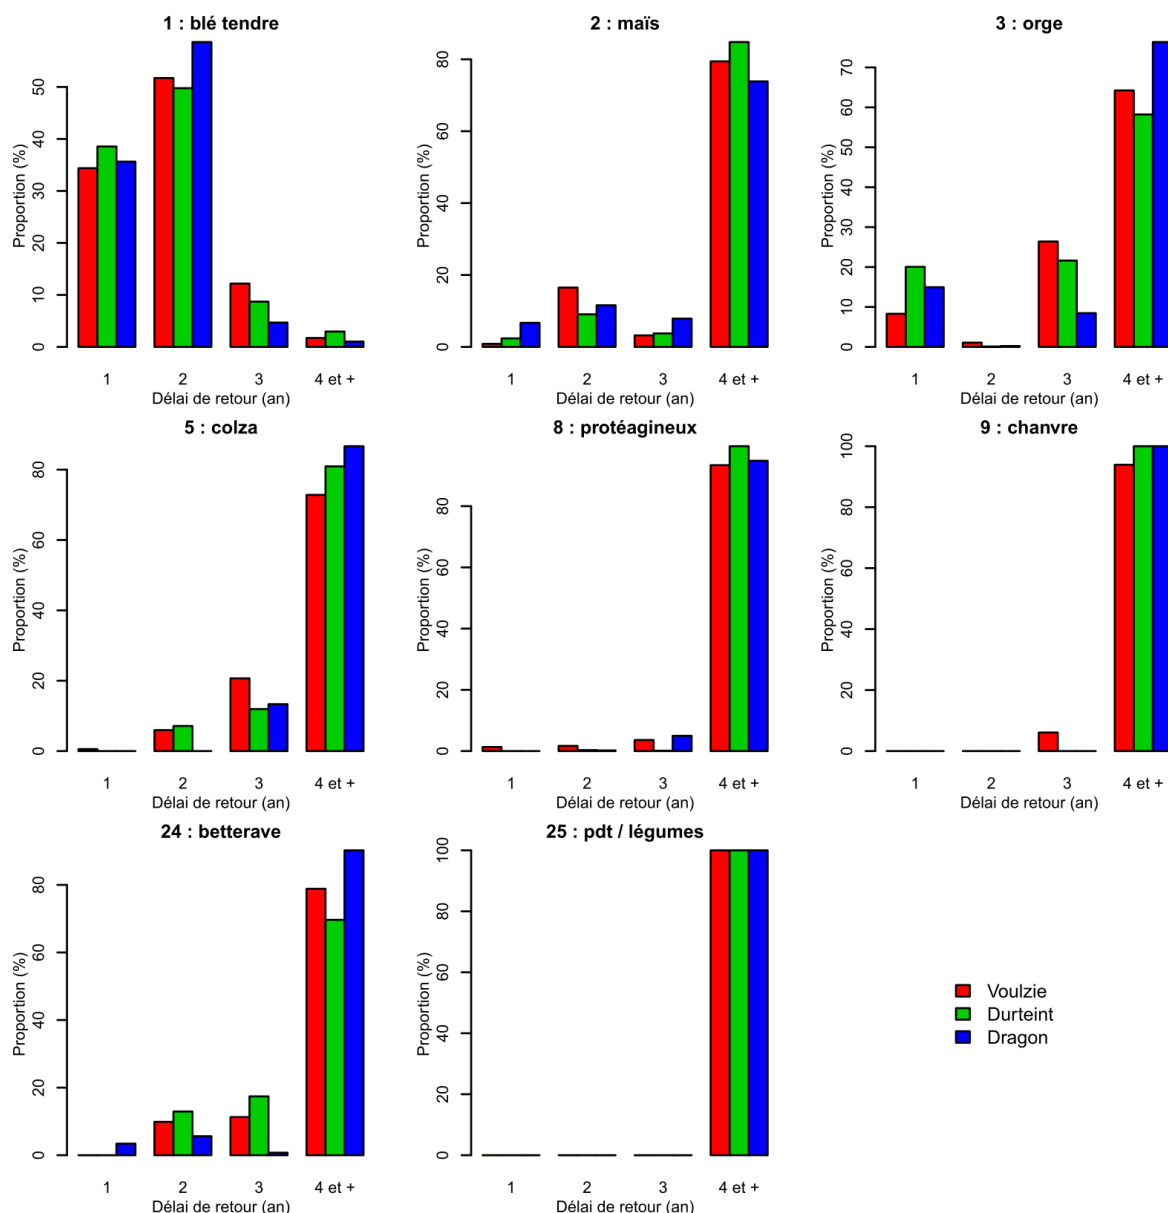 1 : blé tendre
Proportion (%)
0
10
20
30
40
50
1 2 3 4 et +
Délai de retour (an)
2 : maïs
Proportion (%)
0
20
40
60
80
1 2 3 4 et +
Délai de retour (an)
3 : orge
Proportion (%)
0
10
20
30
40
50
60
70
1 2 3 4 et +
Délai de retour (an)
5 : colza
Proportion (%)
0
20
40
60
80
1 2 3 4 et +
Délai de retour (an)
8 : protéagineux
Proportion (%)
0
20
40
60
80
1 2 3 4 et +
Délai de retour (an)
9 : chanvre
Proportion (%)
0
20
40
60
80
100
1 2 3 4 et +
Délai de retour (an)
24 : betterave
Proportion (%)
0
20
40
60
80
1 2 3 4 et +
Délai de retour (an)
25 : pdt / légumes
Proportion (%)
0
20
40
60
80
100
1 2 3 4 et +
Délai de retour (an)
Voulzie
Durteint
Dragon